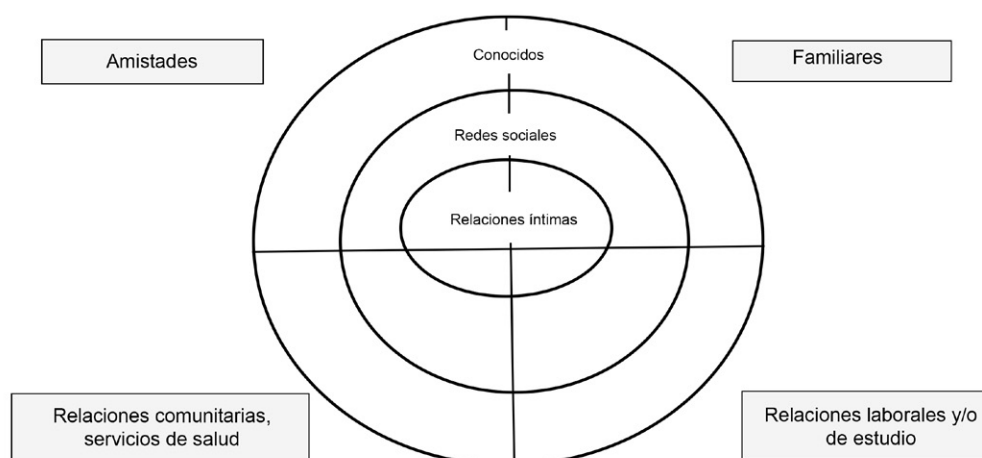 Conocidos
Amistades
Familiares
Redes sociales
Relaciones íntimas
Relaciones comunitarias,
servicios de salud
Relaciones laborales y/o
de estudio